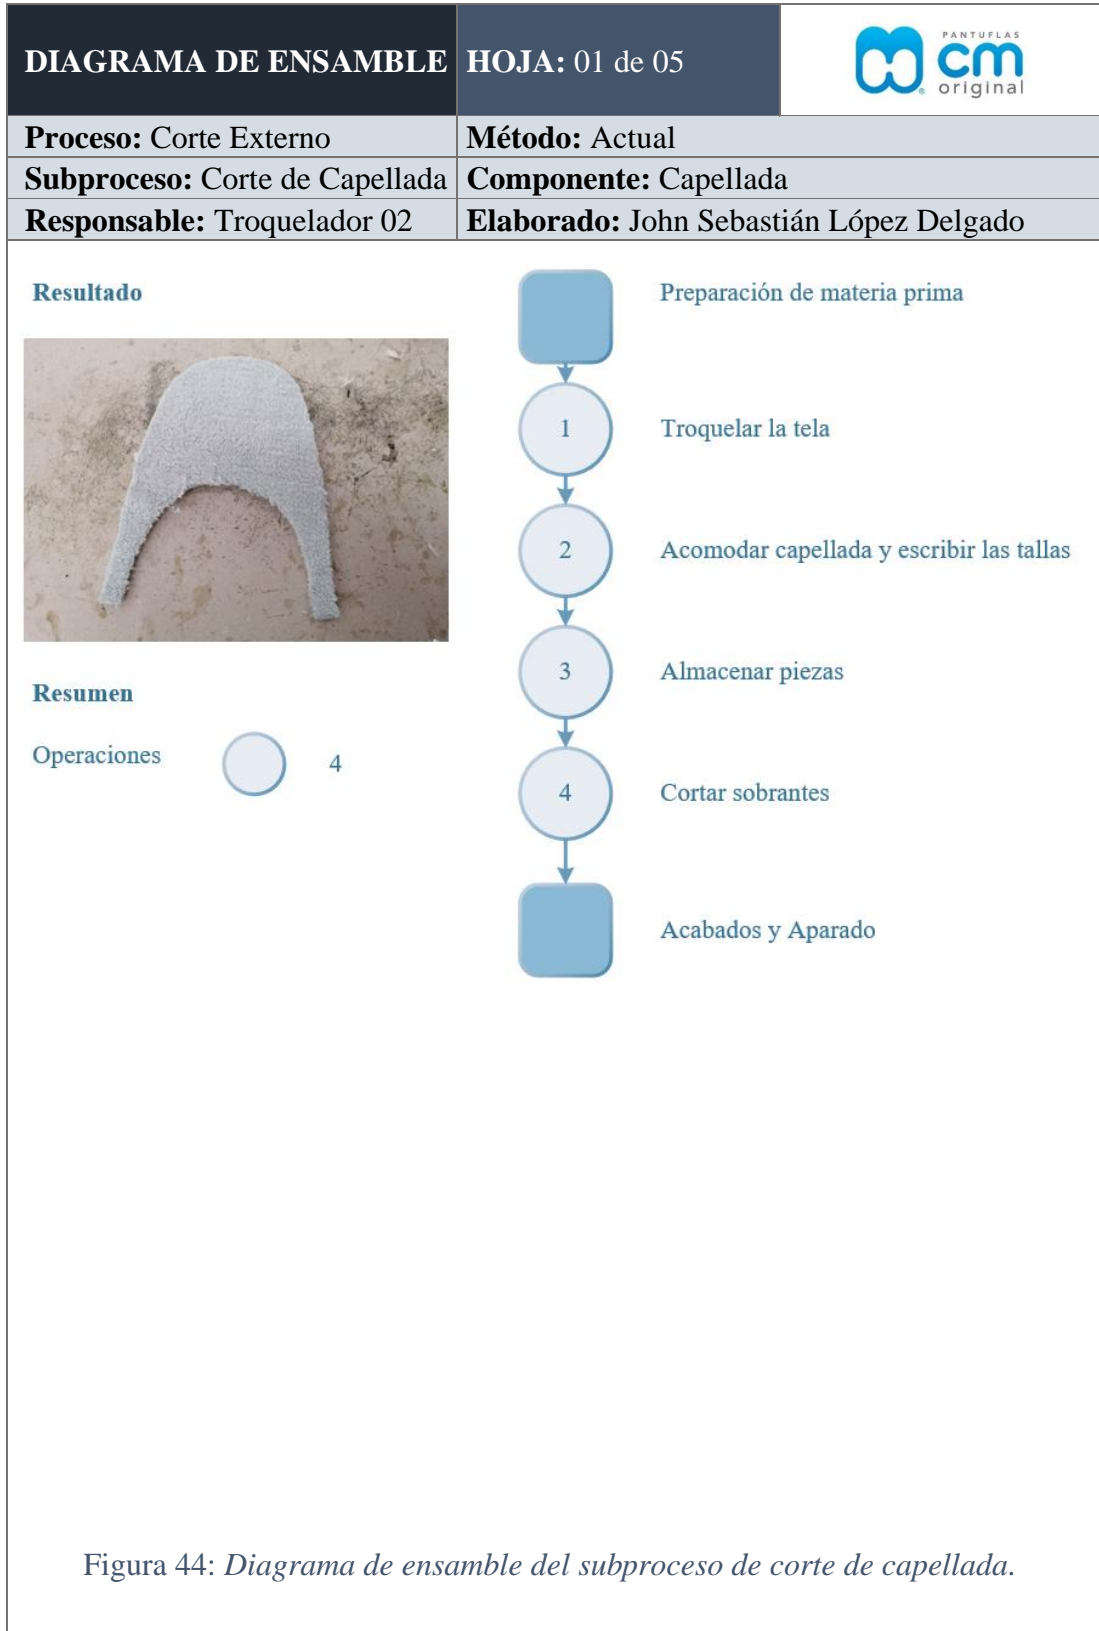 DIAGRAMA DE ENSAMBLE
HOJA: 01 de 05
PANTUFLAS
cm
original
Proceso: Corte Externo
Método: Actual
Subproceso: Corte de Capellada
Componente: Capellada
Responsable: Troquelador 02
Elaborado: John Sebastián López Delgado
Resultado
Preparación de materia prima
1
Troquelar la tela
2
Acomodar capellada y escribir las tallas
3
Almacenar piezas
Resumen
Operaciones
4
4
Cortar sobrantes
Acabados y Aparado
Figura 44: Diagrama de ensamble del subproceso de corte de capellada.